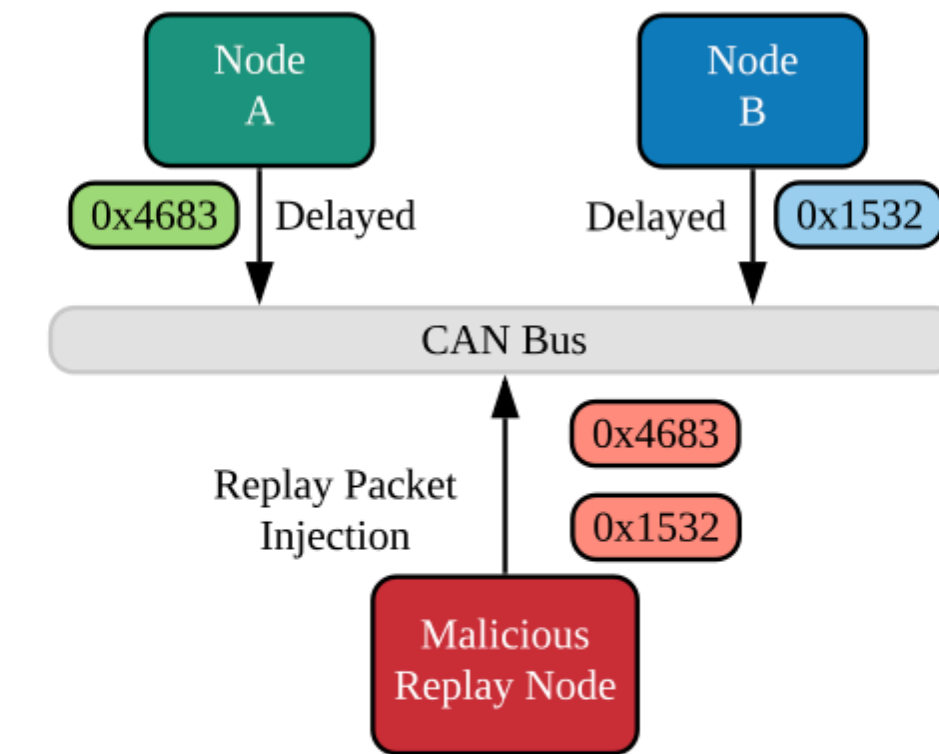 Node
A
Node
B
0x4683
Delayed
Delayed
0x1532
CAN Bus
0x4683
Replay Packet
Injection
0x1532
Malicious
Replay Node